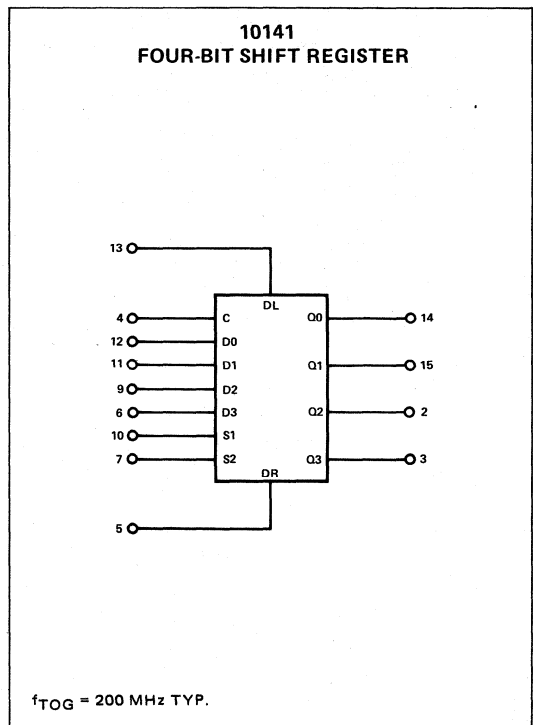 10141
FOUR-BIT SHIFT REGISTER
13
DL
4 C Q0 14
12 D0
11 D1 Q1 15
9 D2
6 D3 Q2 2
10 S1
7 S2 Q3 3
DR
5
fTOG = 200 MHz TYP.